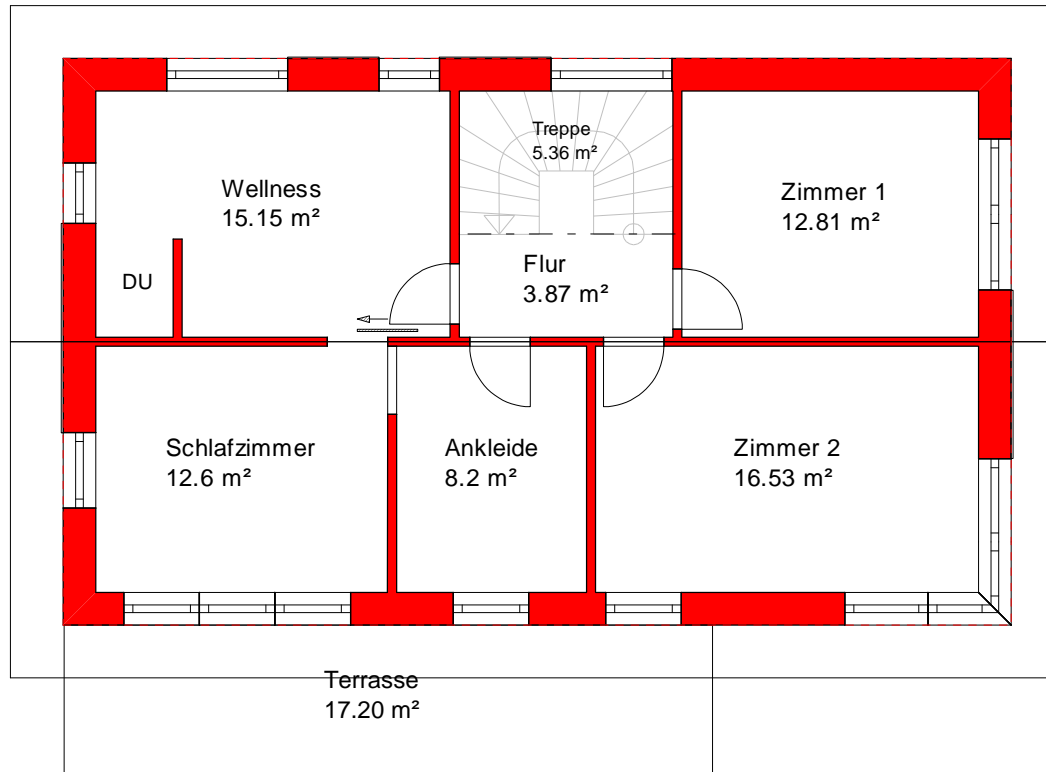 Treppe
5.36 m²
Wellness
15.15 m²
Zimmer 1
12.81 m²
Flur
3.87 m²
DU
Schlafzimmer
12.6 m²
Ankleide
8.2 m²
Zimmer 2
16.53 m²
Terrasse
17.20 m²